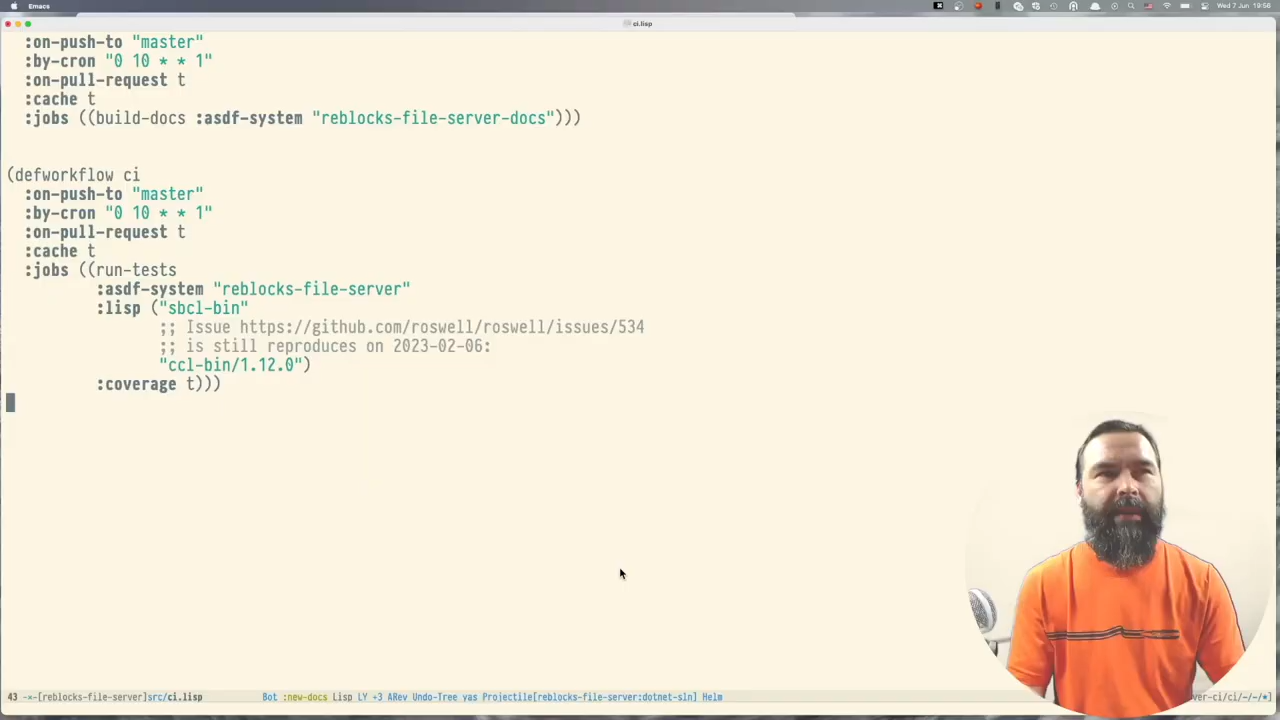 Emacs
Wed 7 Jun 19:56
ci.lisp
:on-push-to "master"
:by-cron "0 10 * * 1"
:on-pull-request t
:cache t
:jobs ((build-docs :asdf-system "reblocks-file-server-docs")))
(defworkflow ci
:on-push-to "master"
:by-cron "0 10 * * 1"
:on-pull-request t
:cache t
:jobs ((run-tests
:asdf-system "reblocks-file-server"
:lisp ("sbcl-bin"
;; Issue https://github.com/roswell/roswell/issues/534
;; is still reproduces on 2023-02-06:
"ccl-bin/1.12.0")
:coverage t)))
43 -*-[reblocks-file-server]src/ci.lisp Bot :new-docs Lisp LY +3 ARev Undo-Tree yas Projectile[reblocks-file-server:dotnet-sln] Helm